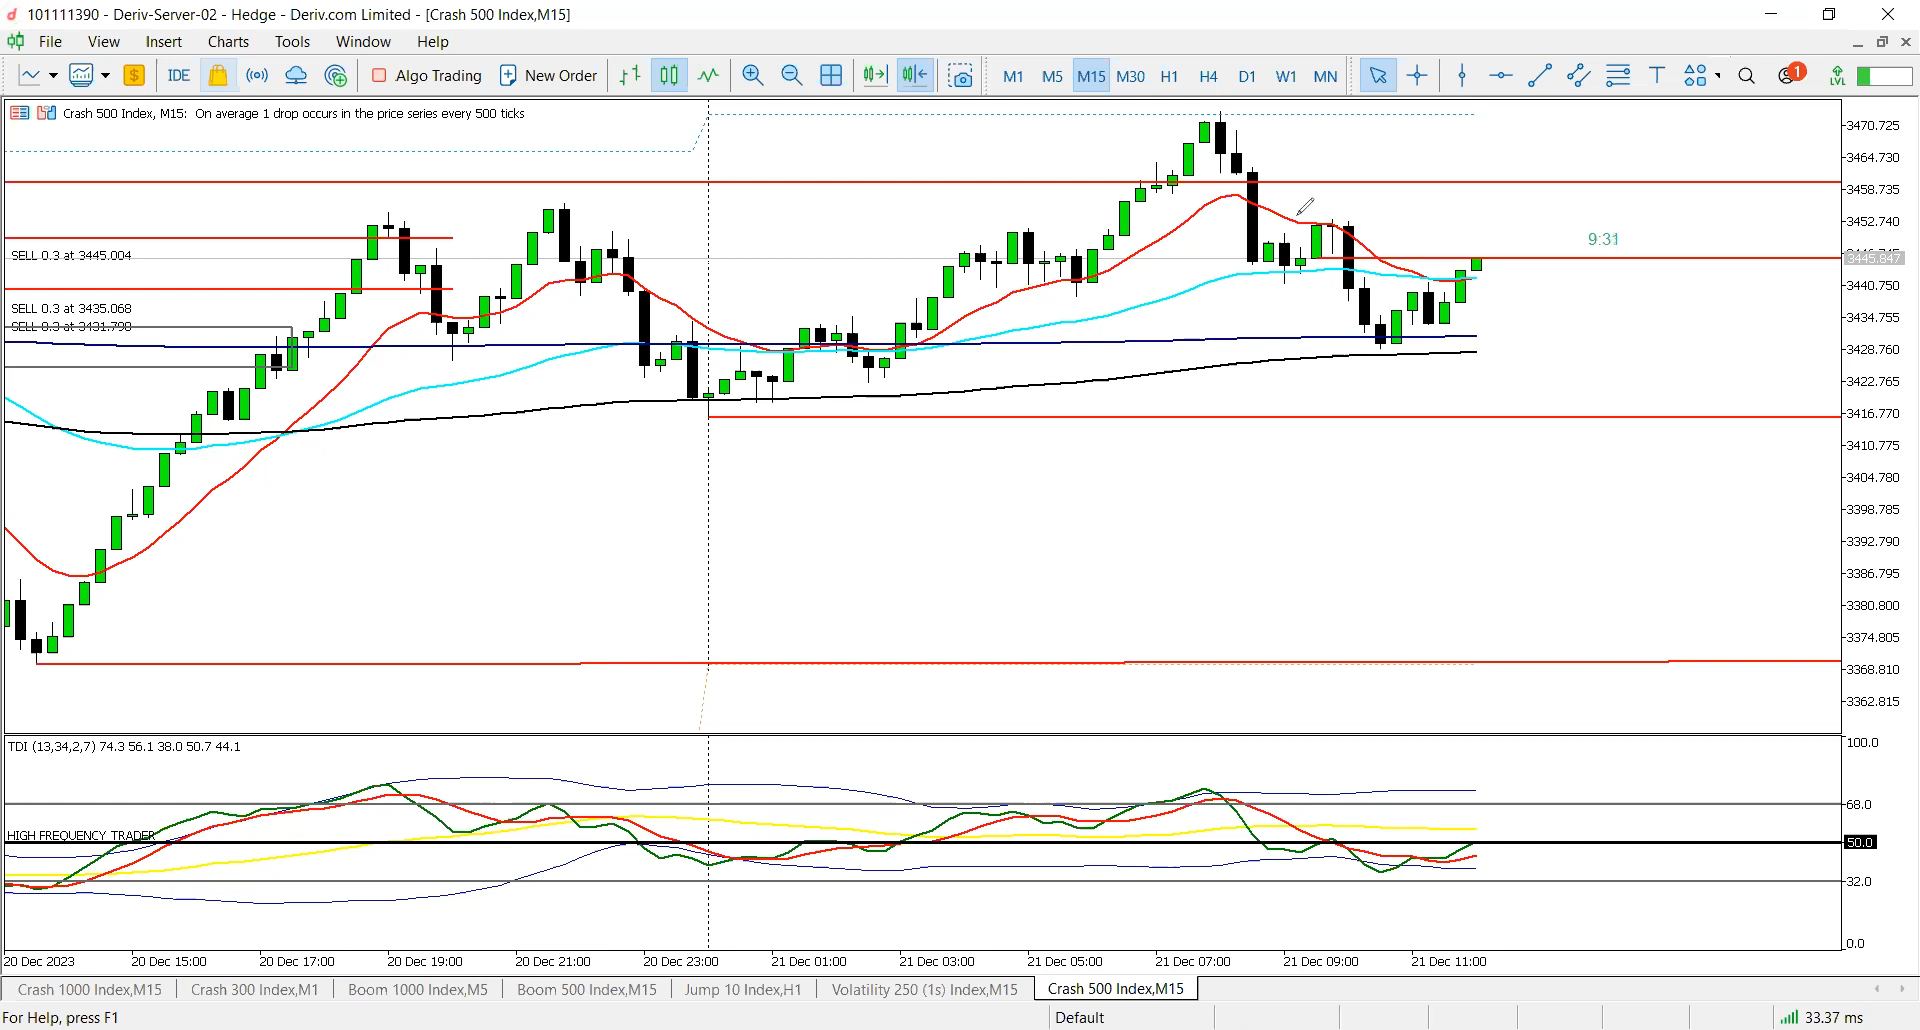 101111390 - Deriv-Server-02 - Hedge - Deriv.com Limited - [Crash 500 Index,M15]
File View Insert Charts Tools Window Help
$ IDE Algo Trading New Order M1 M5 M15 M30 H1 H4 D1 W1 MN T 1 LVL
Crash 500 Index, M15: On average 1 drop occurs in the price series every 500 ticks
3470.725
3464.730
3458.735
3452.740
9:31
SELL 0.3 at 3445.004
3445.847
3440.750
SELL 0.3 at 3435.068
3434.755
SELL 0.3 at 3431.790
3428.760
3422.765
3416.770
3410.775
3404.780
3398.785
3392.790
3386.795
3380.800
3374.805
3368.810
3362.815
TDI (13,34,2,7) 74.3 56.1 38.0 50.7 44.1
100.0
68.0
HIGH FREQUENCY TRADER
50.0
32.0
0.0
20 Dec 2023 20 Dec 15:00 20 Dec 17:00 20 Dec 19:00 20 Dec 21:00 20 Dec 23:00 21 Dec 01:00 21 Dec 03:00 21 Dec 05:00 21 Dec 07:00 21 Dec 09:00 21 Dec 11:00
Crash 1000 Index,M15 Crash 300 Index,M1 Boom 1000 Index,M5 Boom 500 Index,M15 Jump 10 Index,H1 Volatility 250 (1s) Index,M15 Crash 500 Index,M15
For Help, press F1 Default 33.37 ms